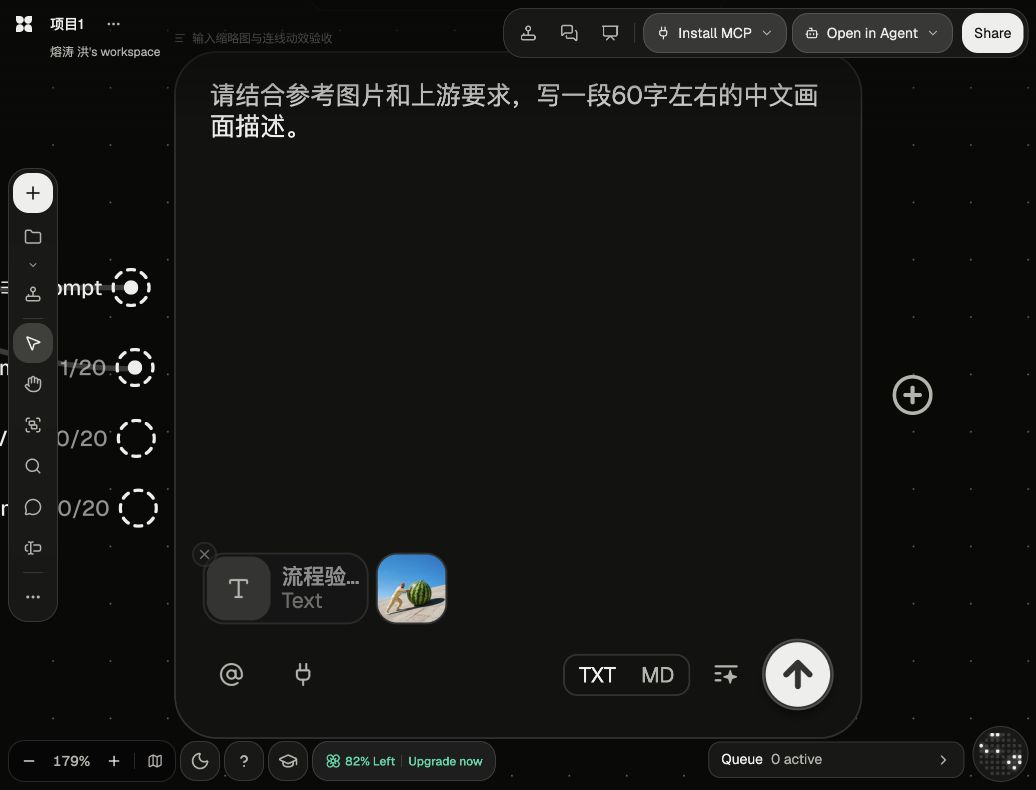 项目1
熔涛 洪's workspace
输入缩略图与连线动效验收
Install MCP
Open in Agent
Share
请结合参考图片和上游要求，写一段60字左右的中文画
面描述。
ompt
1/20
0/20
0/20
流程验...
Text
TXT
MD
179%
82% Left
Upgrade now
Queue 0 active